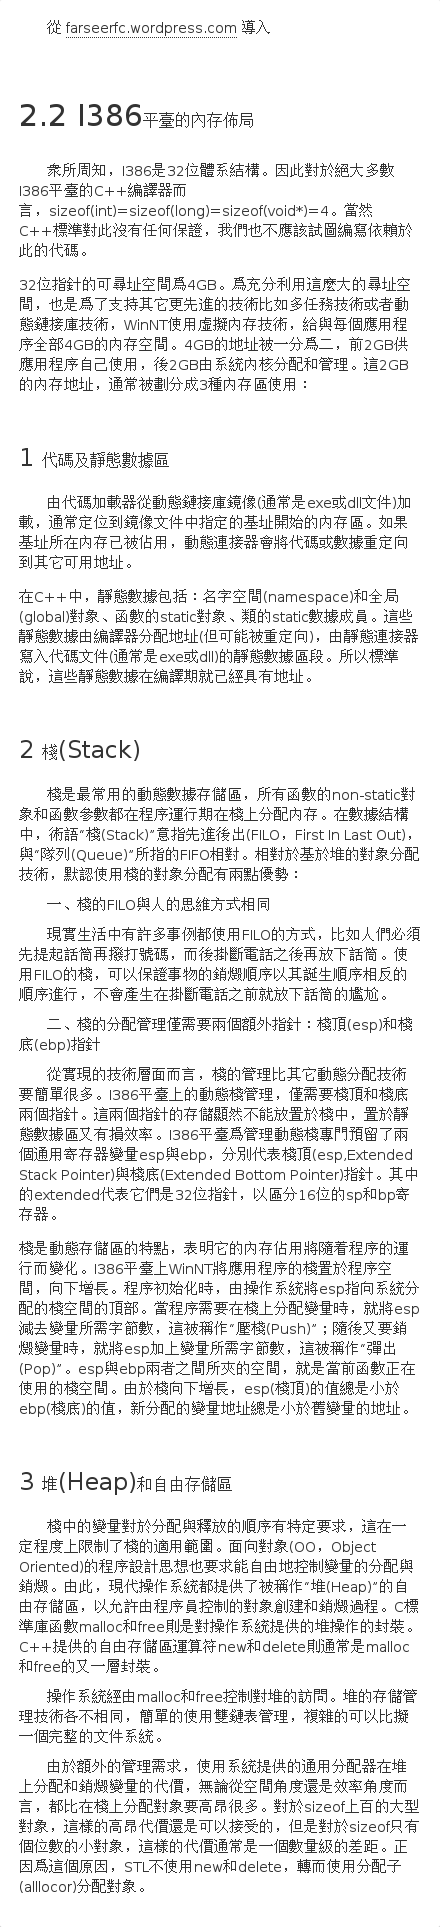 從 farseerfc.wordpress.com 導入
2.2 I386平臺的內存佈局
衆所周知，I386是32位體系結構。因此對於絕大多數
I386平臺的C++編譯器而
言，sizeof(int)=sizeof(long)=sizeof(void*)=4。當然
C++標準對此沒有任何保證，我們也不應該試圖編寫依賴於
此的代碼。
32位指針的可尋址空間爲4GB。爲充分利用這麼大的尋址空
間，也是爲了支持其它更先進的技術比如多任務技術或者動
態鏈接庫技術，WinNT使用虛擬內存技術，給與每個應用程
序全部4GB的內存空間。4GB的地址被一分爲二，前2GB供
應用程序自己使用，後2GB由系統內核分配和管理。這2GB
的內存地址，通常被劃分成3種內存區使用：
1 代碼及靜態數據區
由代碼加載器從動態鏈接庫鏡像(通常是exe或dll文件)加
載，通常定位到鏡像文件中指定的基址開始的內存區。如果
基址所在內存已被佔用，動態連接器會將代碼或數據重定向
到其它可用地址。
在C++中，靜態數據包括：名字空間(namespace)和全局
(global)對象、函數的static對象、類的static數據成員。這些
靜態數據由編譯器分配地址(但可能被重定向)，由靜態連接器
寫入代碼文件(通常是exe或dll)的靜態數據區段。所以標準
說，這些靜態數據在編譯期就已經具有地址。
2 棧(Stack)
棧是最常用的動態數據存儲區，所有函數的non-static對
象和函數參數都在程序運行期在棧上分配內存。在數據結構
中，術語“棧(Stack)”意指先進後出(FILO，First In Last Out)，
與“隊列(Queue)”所指的FIFO相對。相對於基於堆的對象分配
技術，默認使用棧的對象分配有兩點優勢：
一、棧的FILO與人的思維方式相同
現實生活中有許多事例都使用FILO的方式，比如人們必須
先提起話筒再撥打號碼，而後掛斷電話之後再放下話筒。使
用FILO的棧，可以保證事物的銷燬順序以其誕生順序相反的
順序進行，不會產生在掛斷電話之前就放下話筒的尷尬。
二、棧的分配管理僅需要兩個額外指針：棧頂(esp)和棧
底(ebp)指針
從實現的技術層面而言，棧的管理比其它動態分配技術
要簡單很多。I386平臺上的動態棧管理，僅需要棧頂和棧底
兩個指針。這兩個指針的存儲顯然不能放置於棧中，置於靜
態數據區又有損效率。I386平臺爲管理動態棧專門預留了兩
個通用寄存器變量esp與ebp，分別代表棧頂(esp,Extended
Stack Pointer)與棧底(Extended Bottom Pointer)指針。其中
的extended代表它們是32位指針，以區分16位的sp和bp寄
存器。
棧是動態存儲區的特點，表明它的內存佔用將隨着程序的運
行而變化。I386平臺上WinNT將應用程序的棧置於程序空
間，向下增長。程序初始化時，由操作系統將esp指向系統分
配的棧空間的頂部。當程序需要在棧上分配變量時，就將esp
減去變量所需字節數，這被稱作“壓棧(Push)”；隨後又要銷
燬變量時，就將esp加上變量所需字節數，這被稱作“彈出
(Pop)”。esp與ebp兩者之間所夾的空間，就是當前函數正在
使用的棧空間。由於棧向下增長，esp(棧頂)的值總是小於
ebp(棧底)的值，新分配的變量地址總是小於舊變量的地址。
3 堆(Heap)和自由存儲區
棧中的變量對於分配與釋放的順序有特定要求，這在一
定程度上限制了棧的適用範圍。面向對象(OO，Object
Oriented)的程序設計思想也要求能自由地控制變量的分配與
銷燬。由此，現代操作系統都提供了被稱作“堆(Heap)”的自
由存儲區，以允許由程序員控制的對象創建和銷燬過程。C標
準庫函數malloc和free則是對操作系統提供的堆操作的封裝。
C++提供的自由存儲區運算符new和delete則通常是malloc
和free的又一層封裝。
操作系統經由malloc和free控制對堆的訪問。堆的存儲管
理技術各不相同，簡單的使用雙鏈表管理，複雜的可以比擬
一個完整的文件系統。
由於額外的管理需求，使用系統提供的通用分配器在堆
上分配和銷燬變量的代價，無論從空間角度還是效率角度而
言，都比在棧上分配對象要高昂很多。對於sizeof上百的大型
對象，這樣的高昂代價還是可以接受的，但是對於sizeof只有
個位數的小對象，這樣的代價通常是一個數量級的差距。正
因爲這個原因，STL不使用new和delete，轉而使用分配子
(alllocor)分配對象。